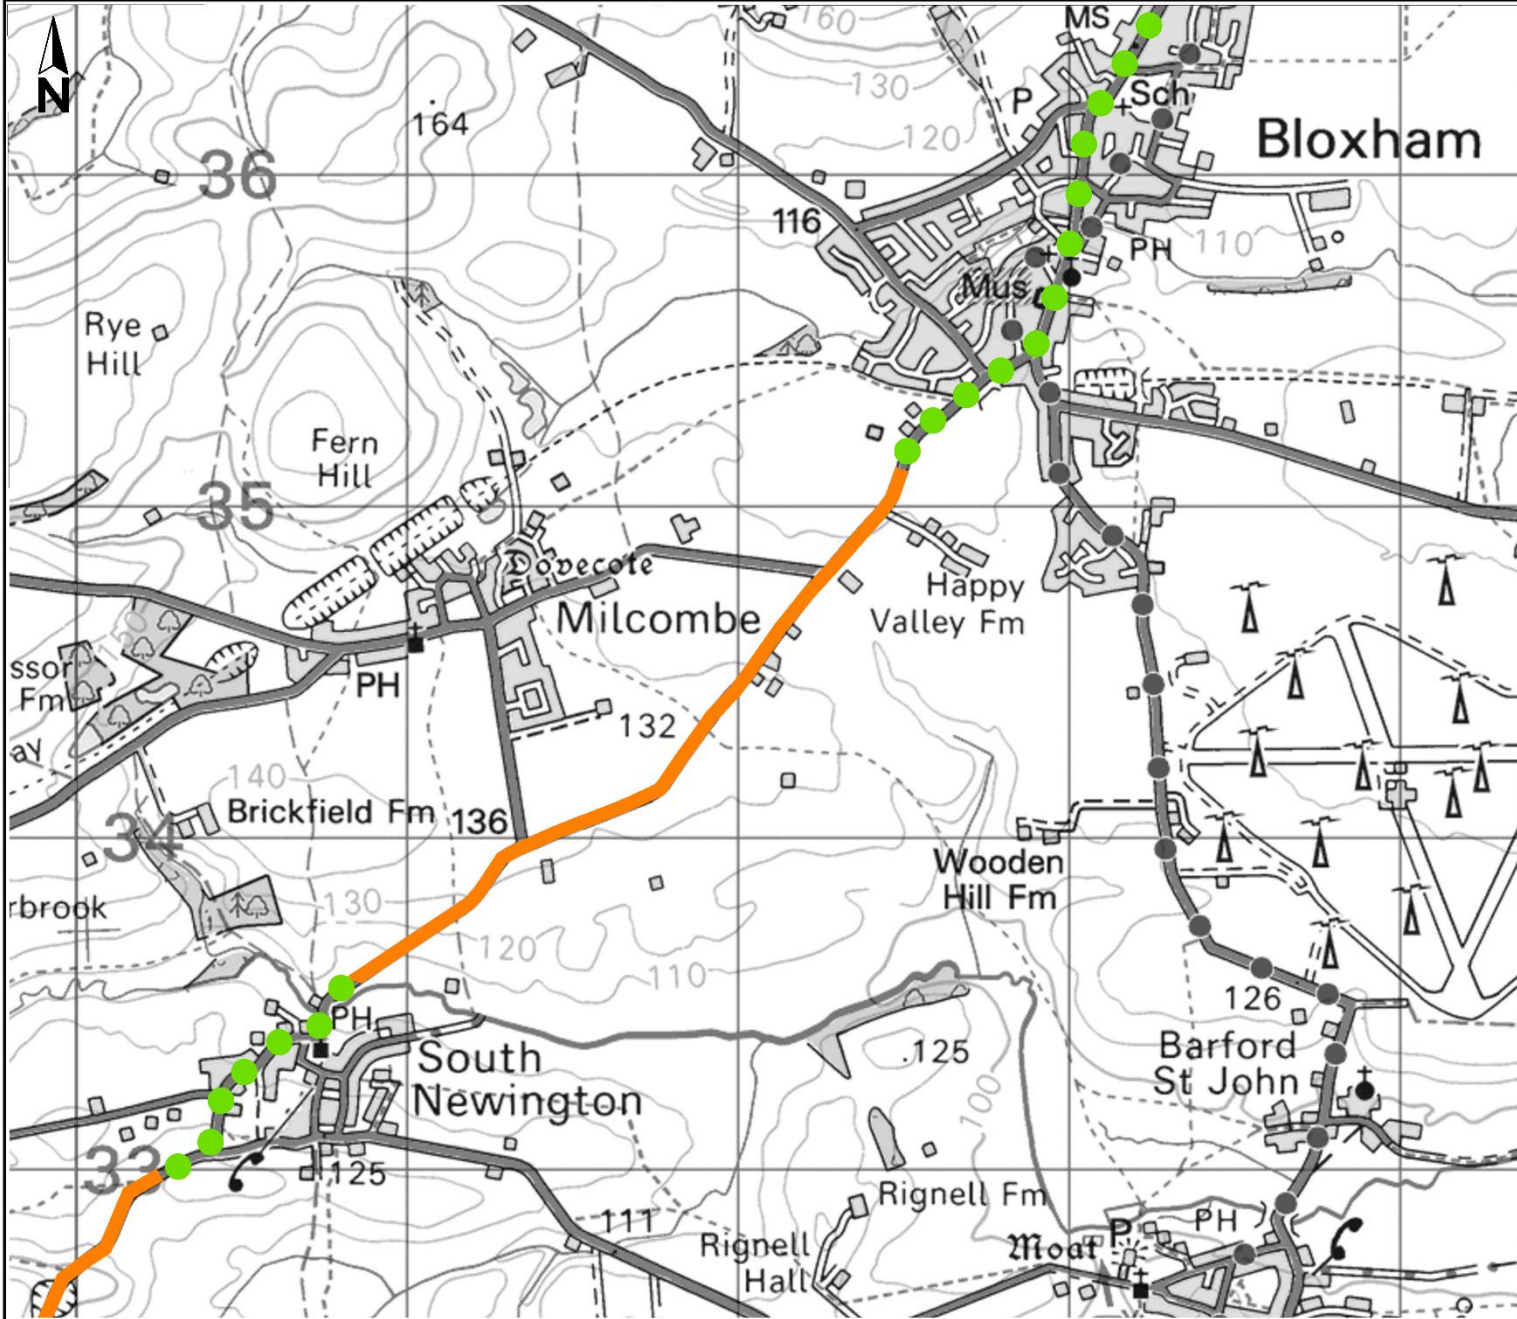 160
MS
N
130
Sch
P
164
120
Bloxham
36
116
110
PH
Mus
Rye
Hill
Fern
Hill
35
Dovecote
Happy
Valley Fm
Milcombe
ssor
Fm
PH
132
ay
140
Brickfield Fm
136
34
Wooden
Hill Fm
130
rbrook
120
110
126
PH
South
Newington
.125
Barford
St John
100
33
125
Rignell Fm
111
PH
P
Moat
Rignell
Hall